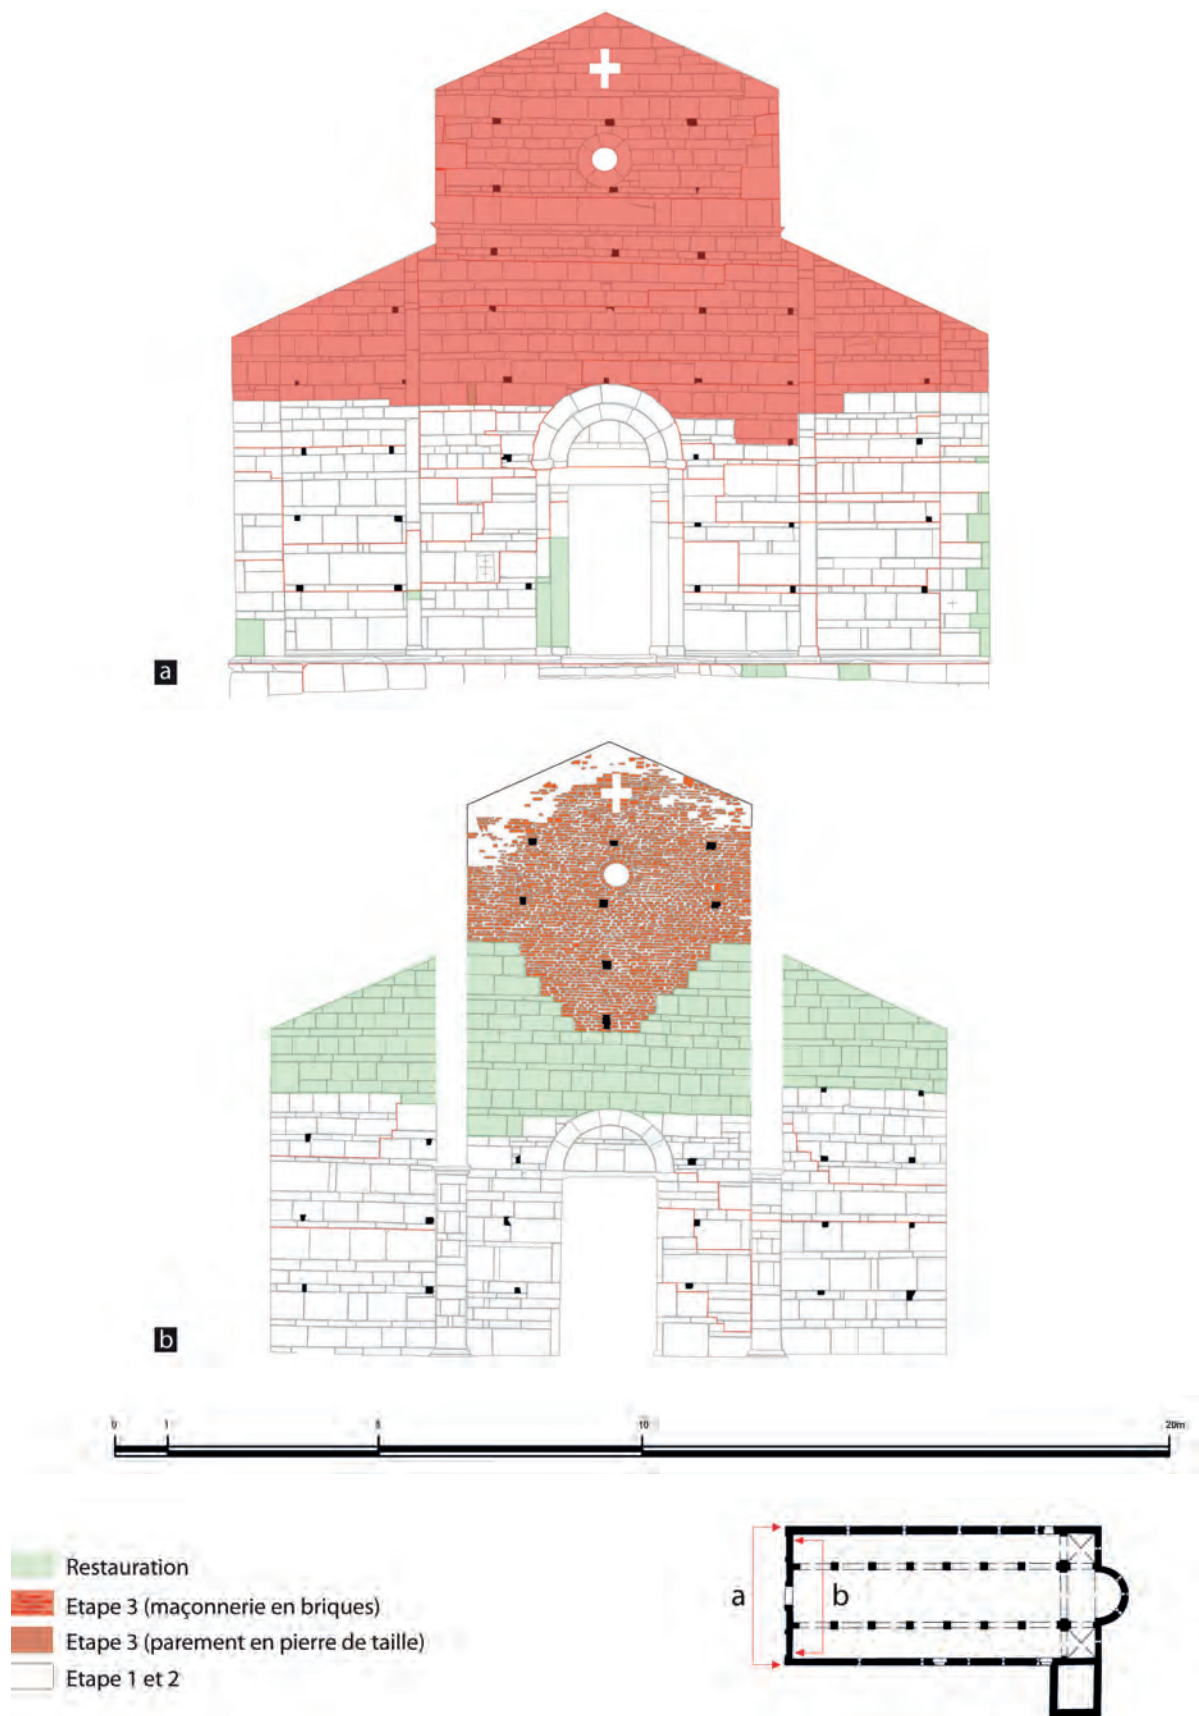 a
b
0 1 5 10 20m
Restauration
Etape 3 (maçonnerie en briques)
Etape 3 (parement en pierre de taille)
Etape 1 et 2
a b